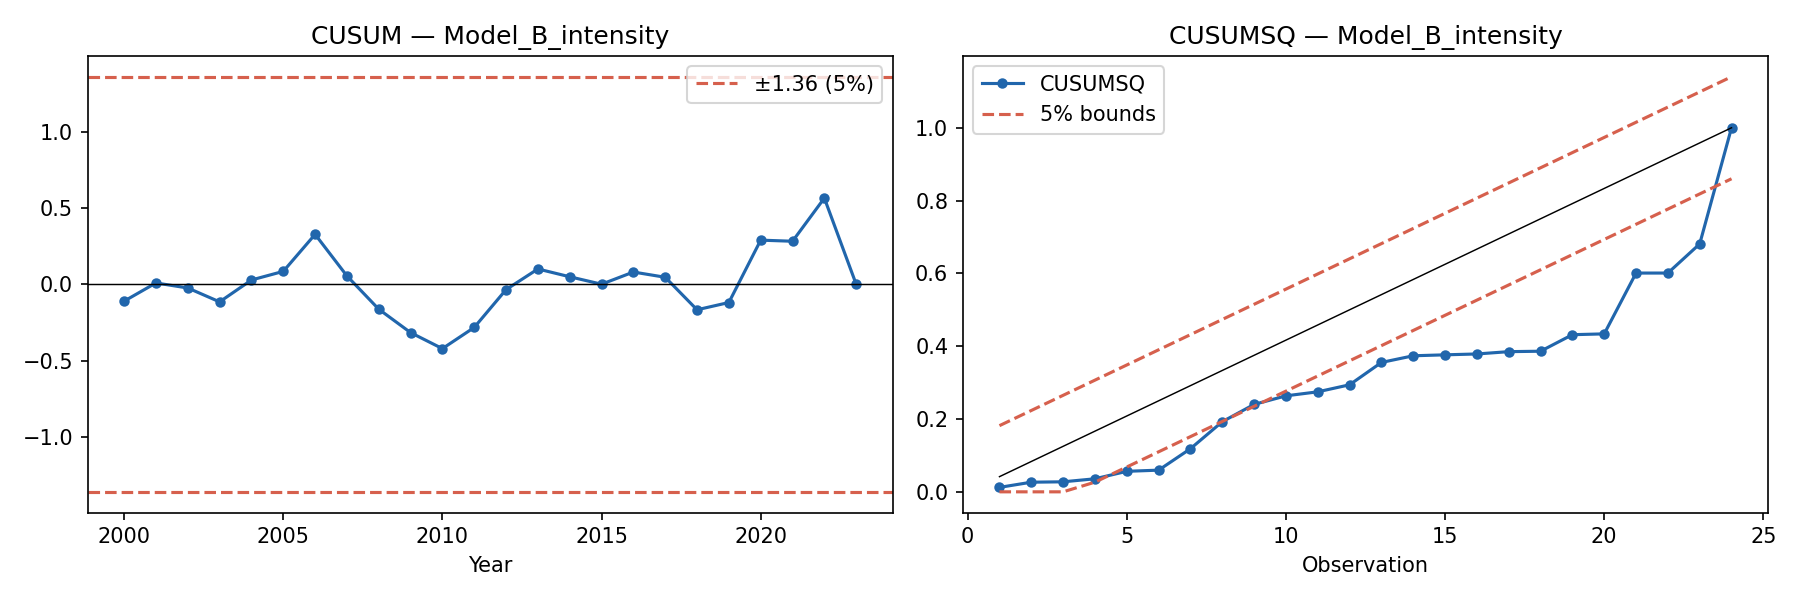 CUSUM — Model_B_intensity
±1.36 (5%)
1.0
0.5
0.0
−0.5
−1.0
2000 2005 2010 2015 2020
Year
CUSUMSQ — Model_B_intensity
CUSUMSQ
5% bounds
1.0
0.8
0.6
0.4
0.2
0.0
0 5 10 15 20 25
Observation